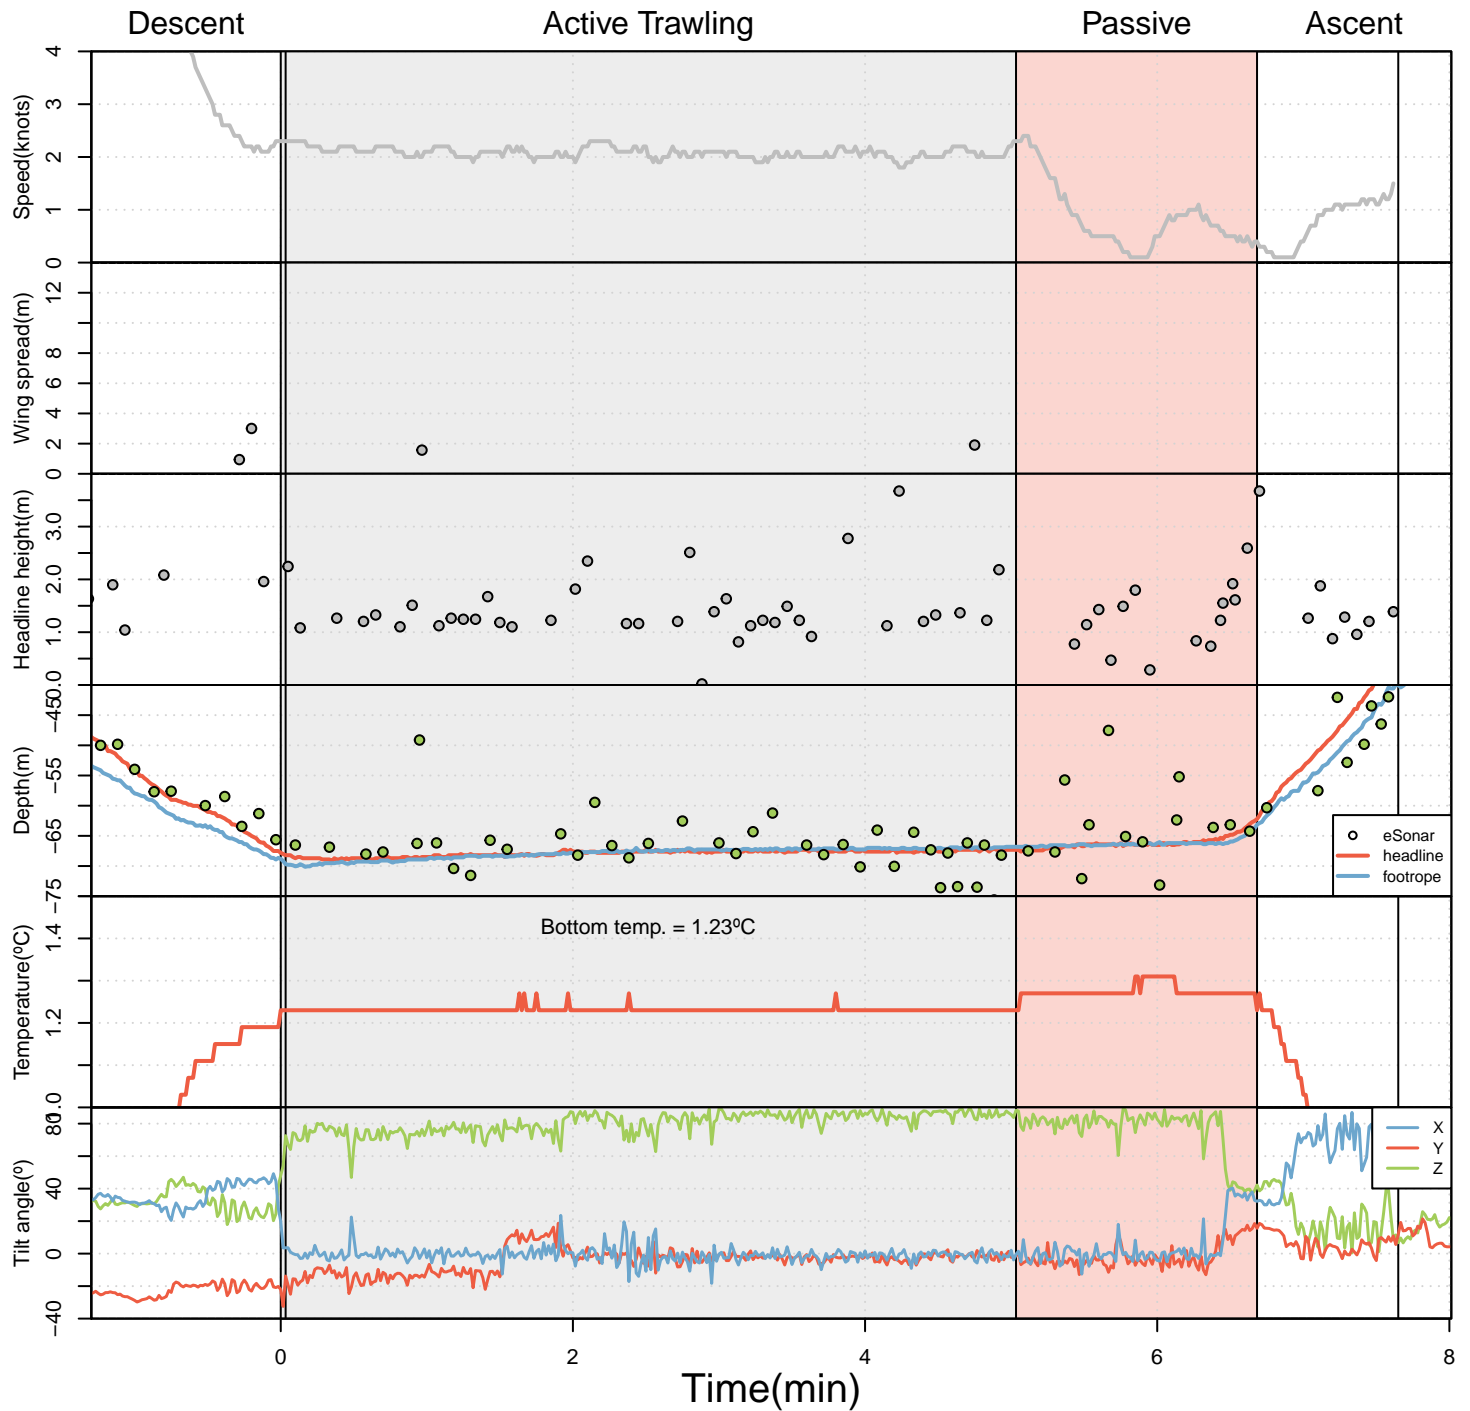 Descent Active Trawling Passive Ascent
Speed(knots)
4
3
2
1
0
Wing spread(m)
12
8
6
4
2
0
Headline height(m)
3.0
2.0
1.0
0.0
Depth(m)
−45
−55
−65
−75
eSonar
headline
footrope
Temperature(ºC)
Bottom temp. = 1.23ºC
1.4
1.2
1.0
Tilt angle(º)
80
40
0
−40
X
Y
Z
0 2 4 6 8
Time(min)